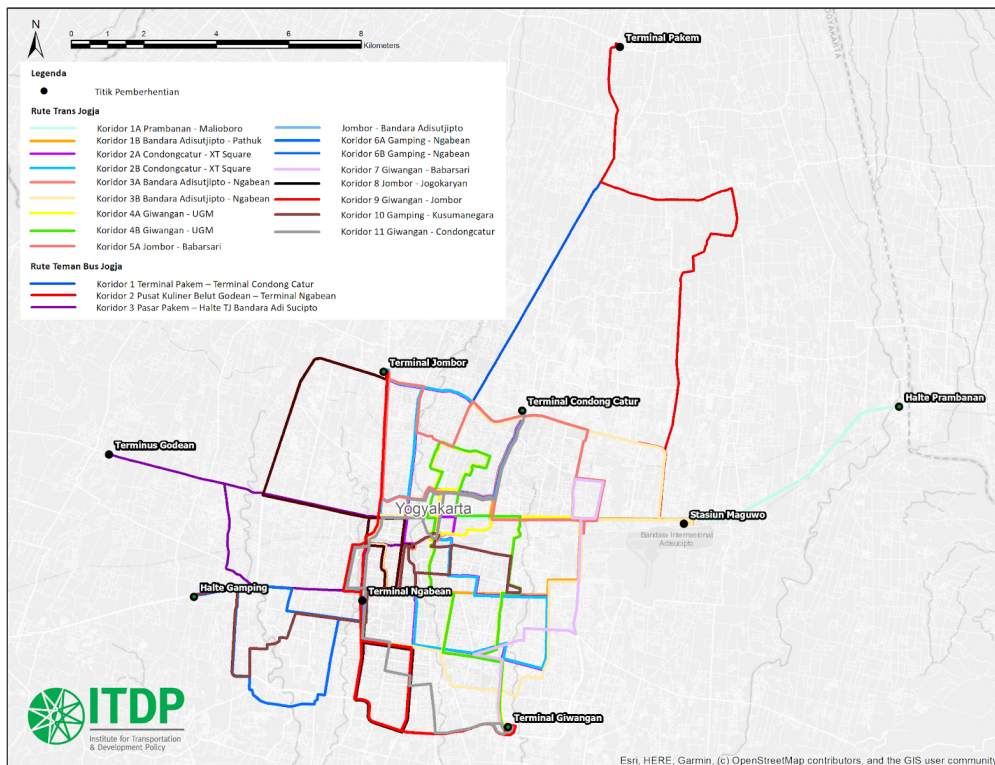 N
0 2 4 6 8
Kilometers
Legenda
Titik Pemberhentian
Rute Trans Jogja
Koridor 1A Prambanan - Malioboro
Koridor 1B Bandara Adisutjipto - Pathuk
Koridor 2A Condongcatur - XT Square
Koridor 2B Condongcatur - XT Square
Koridor 3A Bandara Adisutjipto - Ngabean
Koridor 3B Bandara Adisutjipto - Ngabean
Koridor 4A Giwangan - UGM
Koridor 4B Giwangan - UGM
Koridor 5A Jombor - Babarsari
Jombor - Bandara Adisutjipto
Koridor 6A Gamping - Ngabean
Koridor 6B Gamping - Ngabean
Koridor 7 Giwangan - Babarsari
Koridor 8 Jombor - Jogokaryan
Koridor 9 Giwangan - Jombor
Koridor 10 Gamping - Kusumanegara
Koridor 11 Giwangan - Condongcatur
Rute Teman Bus Jogja
Koridor 1 Terminal Pakem – Terminal Condong Catur
Koridor 2 Pusat Kuliner Belut Godean – Terminal Ngabean
Koridor 3 Pasar Pakem – Halte TJ Bandara Adi Sucipto
Terminal Pakem
Terminal Jombor
Halte Prambanan
Terminal Condong Catur
Terminus Godean
Yogyakarta
Stasiun Maguwo
Bandara Internasional
Adisucipto
Halte Gamping
Terminal Ngabean
Terminal Giwangan
ITDP
Institute for Transportation
& Development Policy
Esri, HERE, Garmin, (c) OpenStreetMap contributors, and the GIS user community